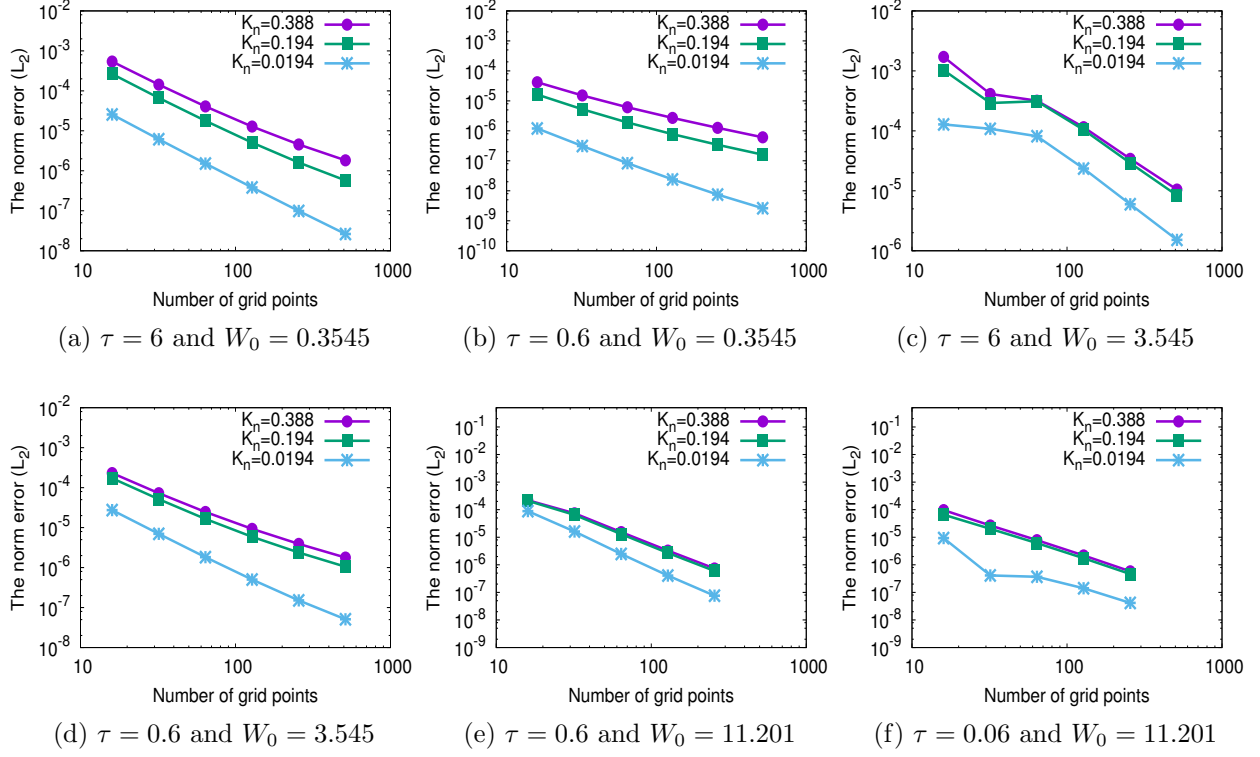 10^-2
10^-3
10^-4
10^-5
10^-6
10^-7
10^-8
The norm error (L_2)
K_n=0.388
K_n=0.194
K_n=0.0194
10
100
1000
Number of grid points
(a) τ = 6 and W_0 = 0.3545
10^-2
10^-3
10^-4
10^-5
10^-6
10^-7
10^-8
10^-9
10^-10
The norm error (L_2)
K_n=0.388
K_n=0.194
K_n=0.0194
10
100
1000
Number of grid points
(b) τ = 0.6 and W_0 = 0.3545
10^-2
10^-3
10^-4
10^-5
10^-6
The norm error (L_2)
K_n=0.388
K_n=0.194
K_n=0.0194
10
100
1000
Number of grid points
(c) τ = 6 and W_0 = 3.545
10^-2
10^-3
10^-4
10^-5
10^-6
10^-7
10^-8
The norm error (L_2)
K_n=0.388
K_n=0.194
K_n=0.0194
10
100
1000
Number of grid points
(d) τ = 0.6 and W_0 = 3.545
10^-1
10^-2
10^-3
10^-4
10^-5
10^-6
10^-7
10^-8
10^-9
The norm error (L_2)
K_n=0.388
K_n=0.194
K_n=0.0194
10
100
1000
Number of grid points
(e) τ = 0.6 and W_0 = 11.201
10^-1
10^-2
10^-3
10^-4
10^-5
10^-6
10^-7
10^-8
10^-9
The norm error (L_2)
K_n=0.388
K_n=0.194
K_n=0.0194
10
100
1000
Number of grid points
(f) τ = 0.06 and W_0 = 11.201